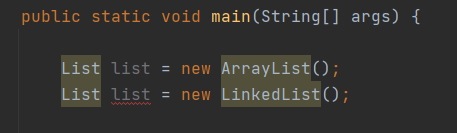 public static void main(String[] args) {
List list = new ArrayList();
List list = new LinkedList();